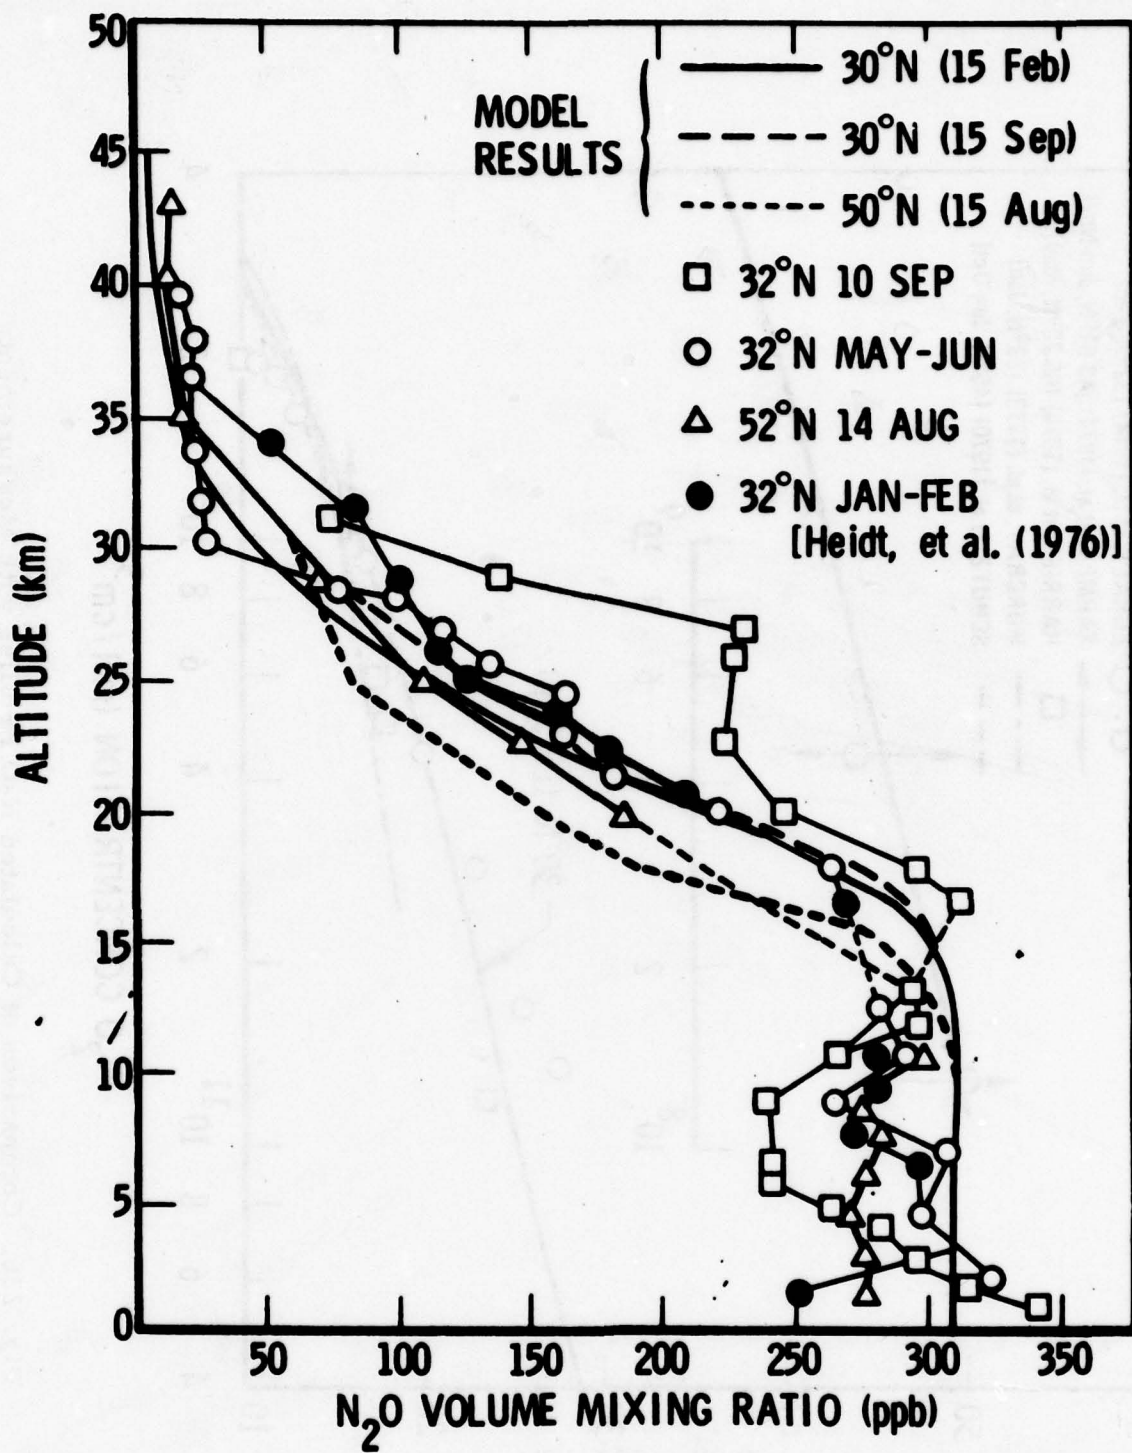 50
45
40
35
30
25
20
15
10
5
0
ALTITUDE (km)
MODEL
RESULTS
30°N (15 Feb)
30°N (15 Sep)
50°N (15 Aug)
32°N 10 SEP
32°N MAY-JUN
52°N 14 AUG
32°N JAN-FEB
[Heidt, et al. (1976)]
50 100 150 200 250 300 350
N₂O VOLUME MIXING RATIO (ppb)